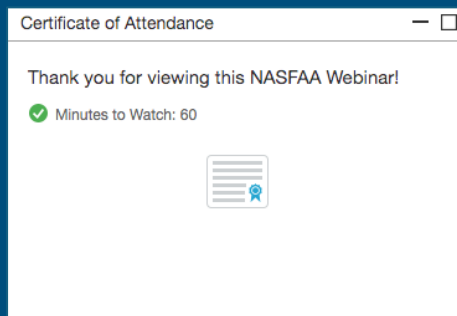 Certificate of Attendance
Thank you for viewing this NASFAA Webinar!
Minutes to Watch: 60